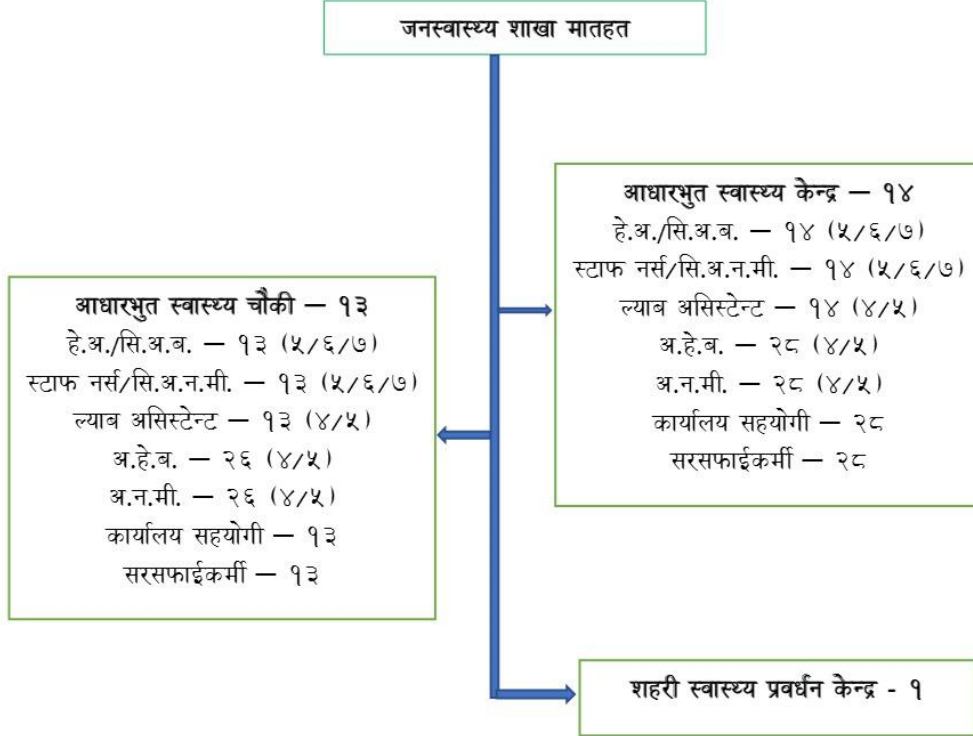 जनस्वास्थ्य शाखा मातहत
आधारभुत स्वास्थ्य केन्द्र — १४
हे.अ./सि.अ.ब. — १४ (५/६/७)
स्टाफ नर्स/सि.अ.न.मी. — १४ (५/६/७)
ल्याब असिस्टेन्ट — १४ (४/५)
अ.हे.ब. — २८ (४/५)
अ.न.मी. — २८ (४/५)
कार्यालय सहयोगी — २८
सरसफाईकर्मी — २८
आधारभुत स्वास्थ्य चौकी — १३
हे.अ./सि.अ.ब. — १३ (५/६/७)
स्टाफ नर्स/सि.अ.न.मी. — १३ (५/६/७)
ल्याब असिस्टेन्ट — १३ (४/५)
अ.हे.ब. — २६ (४/५)
अ.न.मी. — २६ (४/५)
कार्यालय सहयोगी — १३
सरसफाईकर्मी — १३
शहरी स्वास्थ्य प्रवर्धन केन्द्र - १